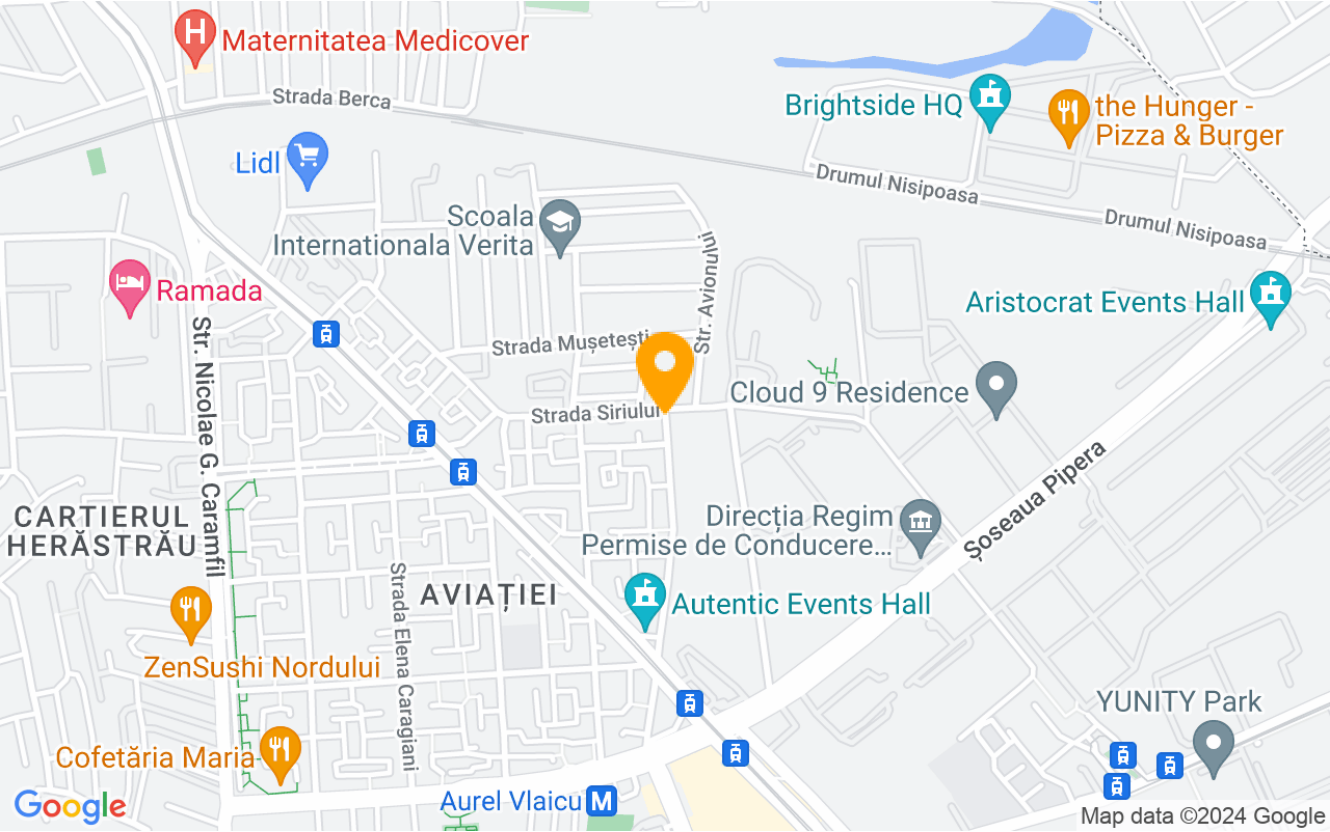 H
Maternitatea Medicover
Strada Berca
Lidl
Brightside HQ
the Hunger -
Pizza & Burger
Drumul Nisipoasa
Drumul Nisipoasa
Scoala
Internationala Verita
Ramada
Str. Avionului
Aristocrat Events Hall
Strada Mușetești
Cloud 9 Residence
Strada Siriului
Str. Nicolae G. Caramfil
Șoseaua Pipera
CARTIERUL
HERĂSTRĂU
Direcția Regim
Permise de Conducere...
AVIAȚIEI
Strada Elena Caragiani
Autentic Events Hall
ZenSushi Nordului
YUNITY Park
Cofetăria Maria
Aurel Vlaicu M
Google
Map data ©2024 Google